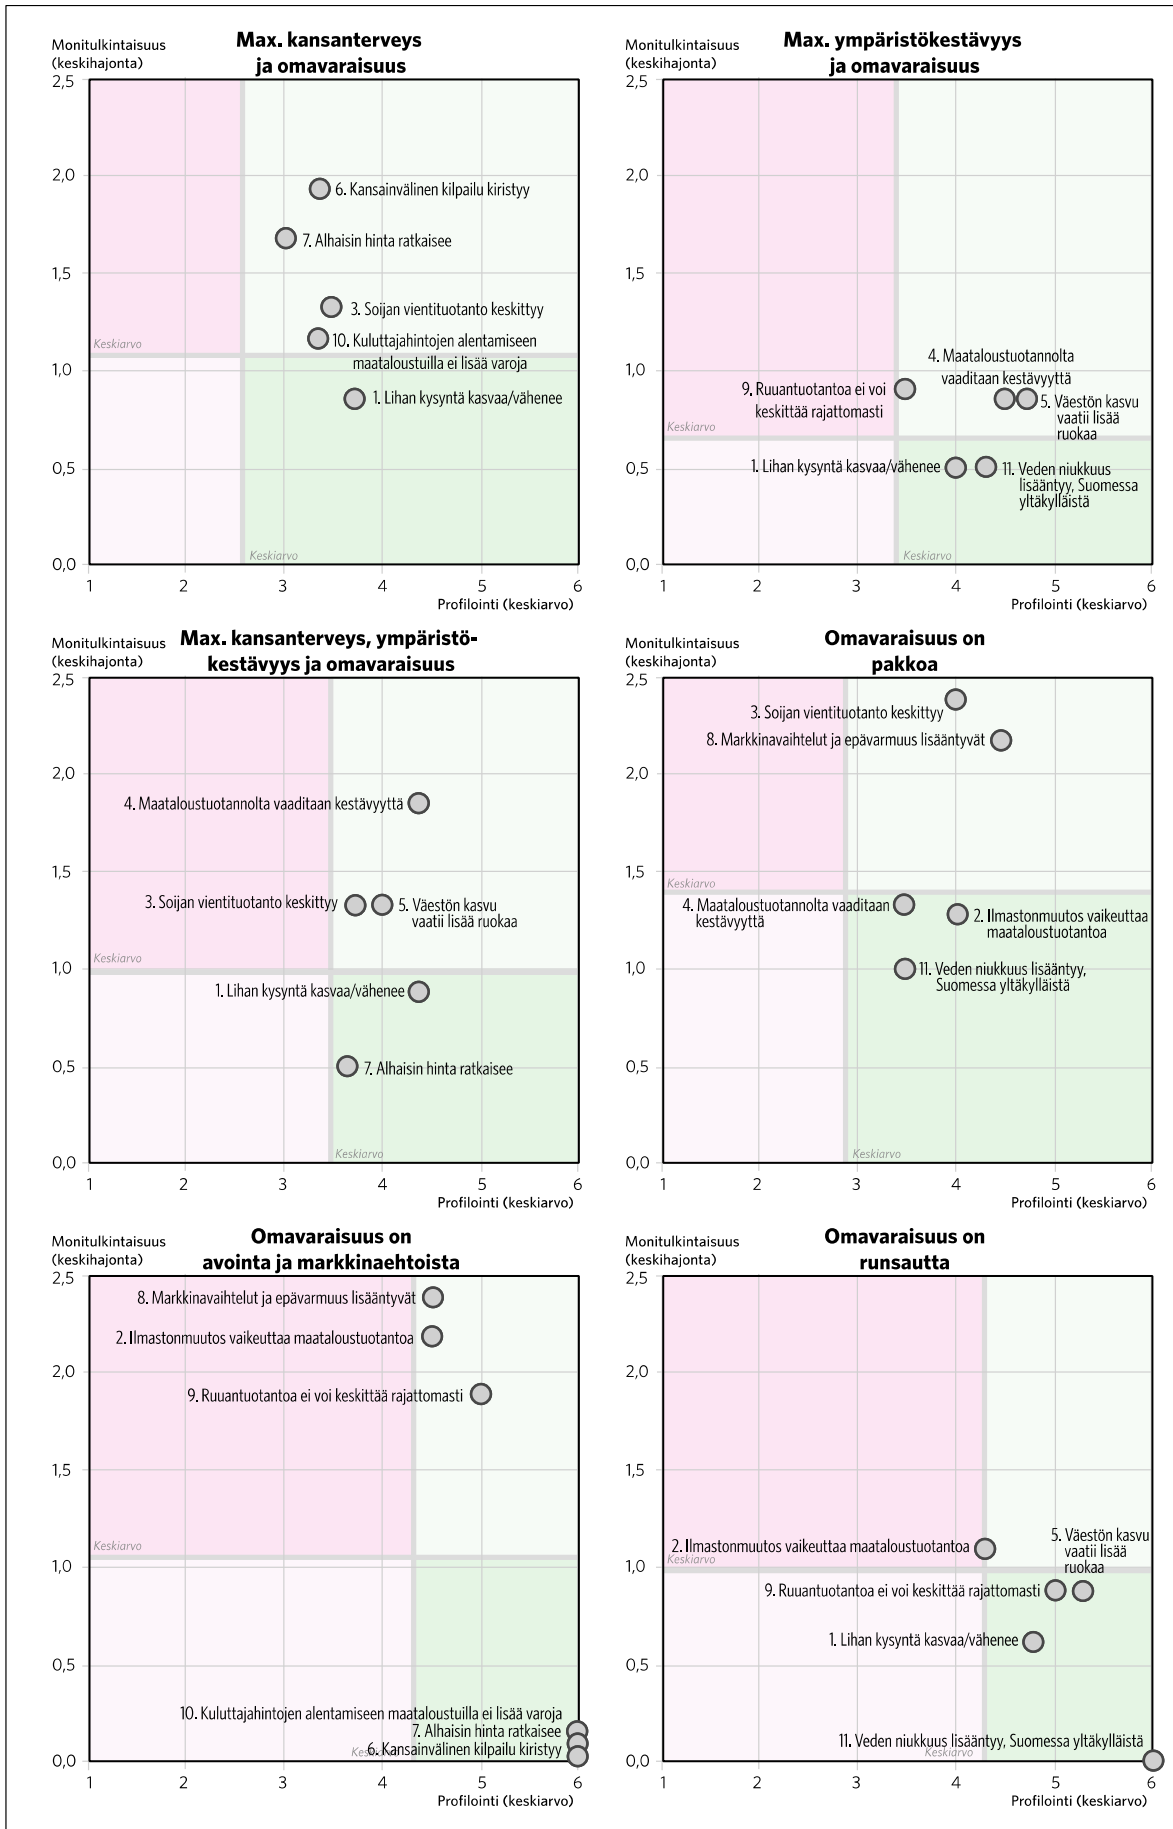 Monitulkintaisuus
(keskihajonta)
Max. kansanterveys
ja omavaraisuus
2,5
2,0
1,5
1,0
0,5
0,0
6. Kansainvälinen kilpailu kiristyy
7. Alhaisin hinta ratkaisee
3. Soijan vientituotanto keskittyy
10. Kuluttajahintojen alentamiseen
maataloustuilla ei lisää varoja
Keskiarvo
1. Lihan kysyntä kasvaa/vähenee
Keskiarvo
1 2 3 4 5 6
Profilointi (keskiarvo)
Monitulkintaisuus
(keskihajonta)
Max. ympäristökestävyys
ja omavaraisuus
2,5
2,0
1,5
1,0
0,5
0,0
4. Maataloustuotannolta
vaaditaan kestävyyttä
9. Ruuantuotantoa ei voi
keskittää rajattomasti
5. Väestön kasvu
vaatii lisää
ruokaa
Keskiarvo
1. Lihan kysyntä kasvaa/vähenee
11. Veden niukkuus
lisääntyy, Suomessa
yltäkylläistä
Keskiarvo
1 2 3 4 5 6
Profilointi (keskiarvo)
Monitulkintaisuus
(keskihajonta)
Max. kansanterveys, ympäristö-
kestävyys ja omavaraisuus
2,5
2,0
1,5
1,0
0,5
0,0
4. Maataloustuotannolta vaaditaan kestävyyttä
3. Soijan vientituotanto keskittyy
5. Väestön kasvu
vaatii lisää ruokaa
Keskiarvo
1. Lihan kysyntä kasvaa/vähenee
7. Alhaisin hinta ratkaisee
Keskiarvo
1 2 3 4 5 6
Profilointi (keskiarvo)
Monitulkintaisuus
(keskihajonta)
Omavaraisuus on
pakkoa
2,5
2,0
1,5
1,0
0,5
0,0
3. Soijan vientituotanto keskittyy
8. Markkinavaihtelut ja epävarmuus lisääntyvät
Keskiarvo
4. Maataloustuotannolta vaaditaan
kestävyyttä
2. Ilmastonmuutos vaikeuttaa
maataloustuotantoa
11. Veden niukkuus lisääntyy,
Suomessa yltäkylläistä
Keskiarvo
1 2 3 4 5 6
Profilointi (keskiarvo)
Monitulkintaisuus
(keskihajonta)
Omavaraisuus on
avointa ja markkinaehtoista
2,5
2,0
1,5
1,0
0,5
0,0
8. Markkinavaihtelut ja epävarmuus lisääntyvät
2. Ilmastonmuutos vaikeuttaa maataloustuotantoa
9. Ruuantuotantoa ei voi keskittää rajattomasti
Keskiarvo
10. Kuluttajahintojen alentamiseen maataloustuilla ei lisää varoja
7. Alhaisin hinta ratkaisee
6. Kansainvälinen kilpailu kiristyy
Keskiarvo
1 2 3 4 5 6
Profilointi (keskiarvo)
Monitulkintaisuus
(keskihajonta)
Omavaraisuus on
runsautta
2,5
2,0
1,5
1,0
0,5
0,0
2. Ilmastonmuutos vaikeuttaa maataloustuotantoa
5. Väestön kasvu
vaatii lisää
ruokaa
Keskiarvo
9. Ruuantuotantoa ei voi keskittää rajattomasti
1. Lihan kysyntä kasvaa/vähenee
11. Veden niukkuus lisääntyy, Suomessa yltäkylläistä
Keskiarvo
1 2 3 4 5 6
Profilointi (keskiarvo)